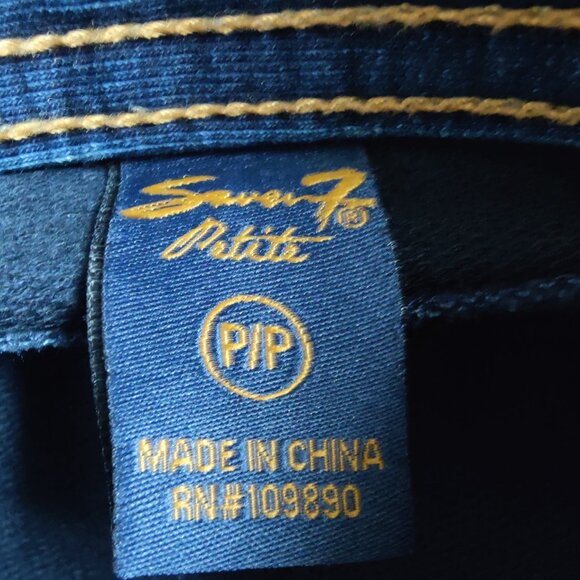 Seven7®
Petite
P/P
MADE IN CHINA
RN#109890